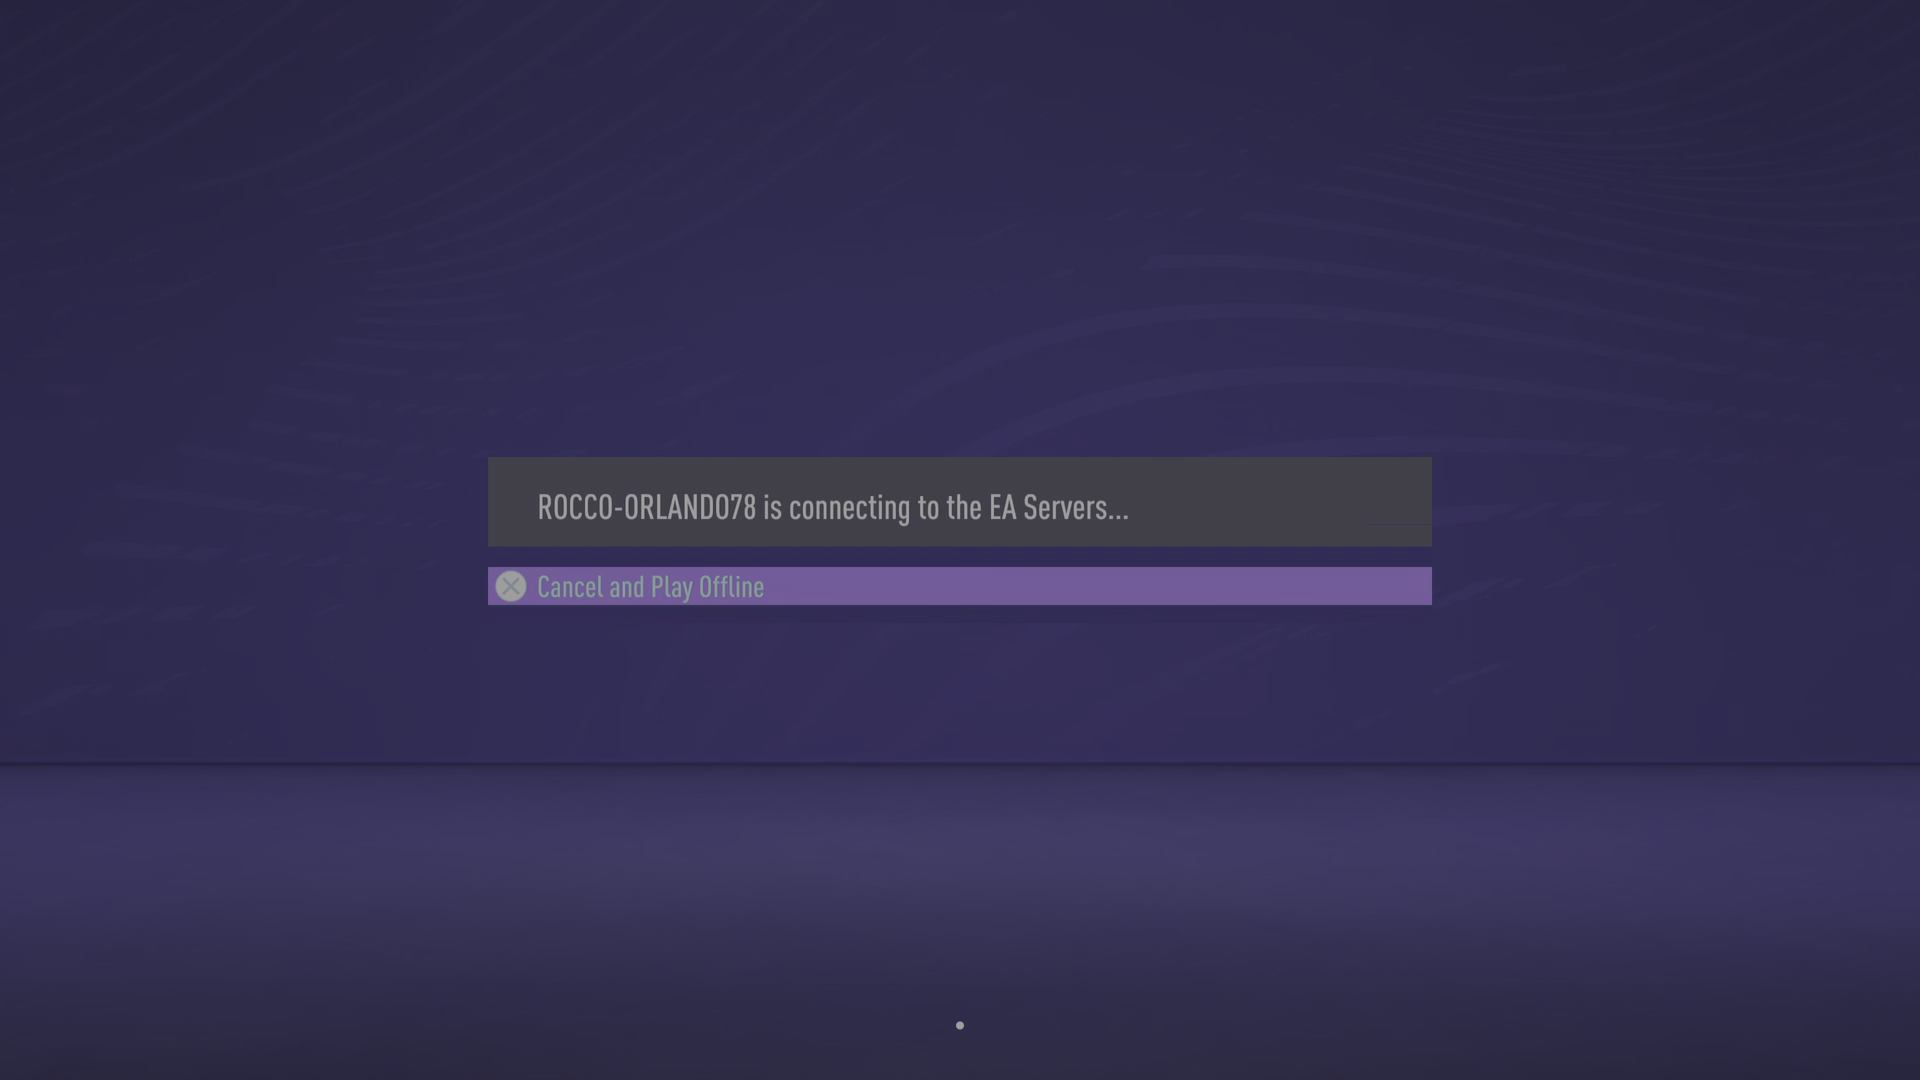 ROCCO-ORLANDO78 is connecting to the EA Servers...
Cancel and Play Offline